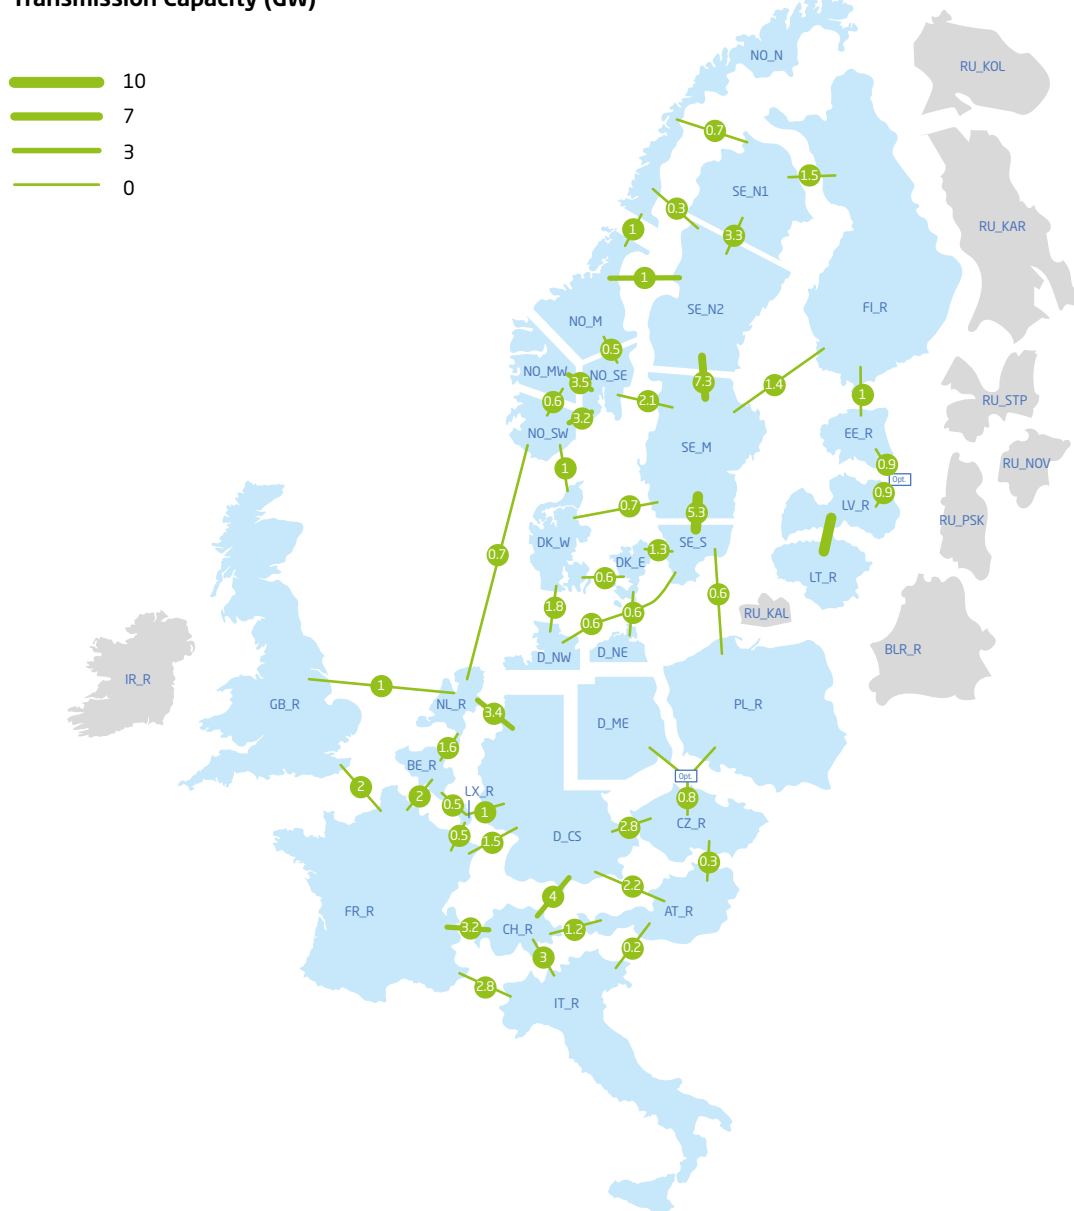 Transmission Capacity (GW)
10
7
3
0
NO_N
RU_KOL
0.7
SE_N1
1.5
0.3
RU_KAR
1
3.3
1
FI_R
SE_N2
NO_M
0.5
NO_MW
3.5
NO_SE
7.3
1.4
1
RU_STP
0.6
2.1
3.2
NO_SW
EE_R
SE_M
RU_NOV
0.9
1
Opt.
0.9
LV_R
0.7
5.3
RU_PSK
DK_W
SE_S
1.3
0.7
DK_E
0.6
LT_R
0.6
1.8
0.6
RU_KAL
0.6
D_NW
D_NE
BLR_R
IR_R
1
GB_R
NL_R
PL_R
3.4
D_ME
1.6
BE_R
Opt.
2
LX_R
2
0.5
1
0.8
CZ_R
2.8
0.5
D_CS
1.5
0.3
2.2
4
FR_R
AT_R
3.2
CH_R
1.2
0.2
3
2.8
IT_R